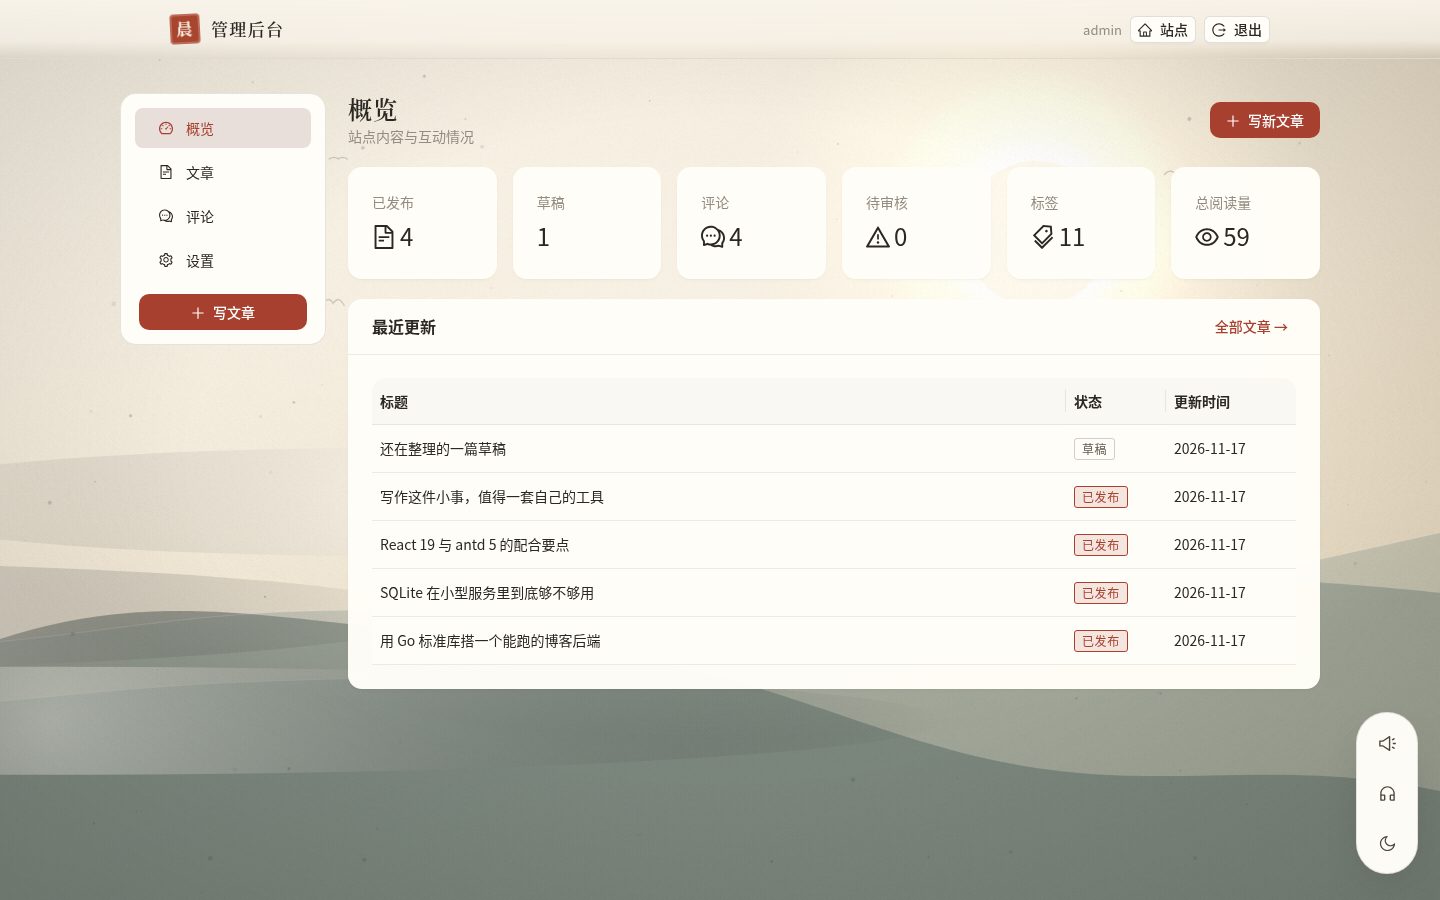 晨 管理后台
admin 站点 退出
概览
文章
评论
设置
写文章
概览
站点内容与互动情况
写新文章
已发布
4
草稿
1
评论
4
待审核
0
标签
11
总阅读量
59
最近更新
全部文章 →
标题 状态 更新时间
还在整理的一篇草稿 草稿 2026-11-17
写作这件小事，值得一套自己的工具 已发布 2026-11-17
React 19 与 antd 5 的配合要点 已发布 2026-11-17
SQLite 在小型服务里到底够不够用 已发布 2026-11-17
用 Go 标准库搭一个能跑的博客后端 已发布 2026-11-17